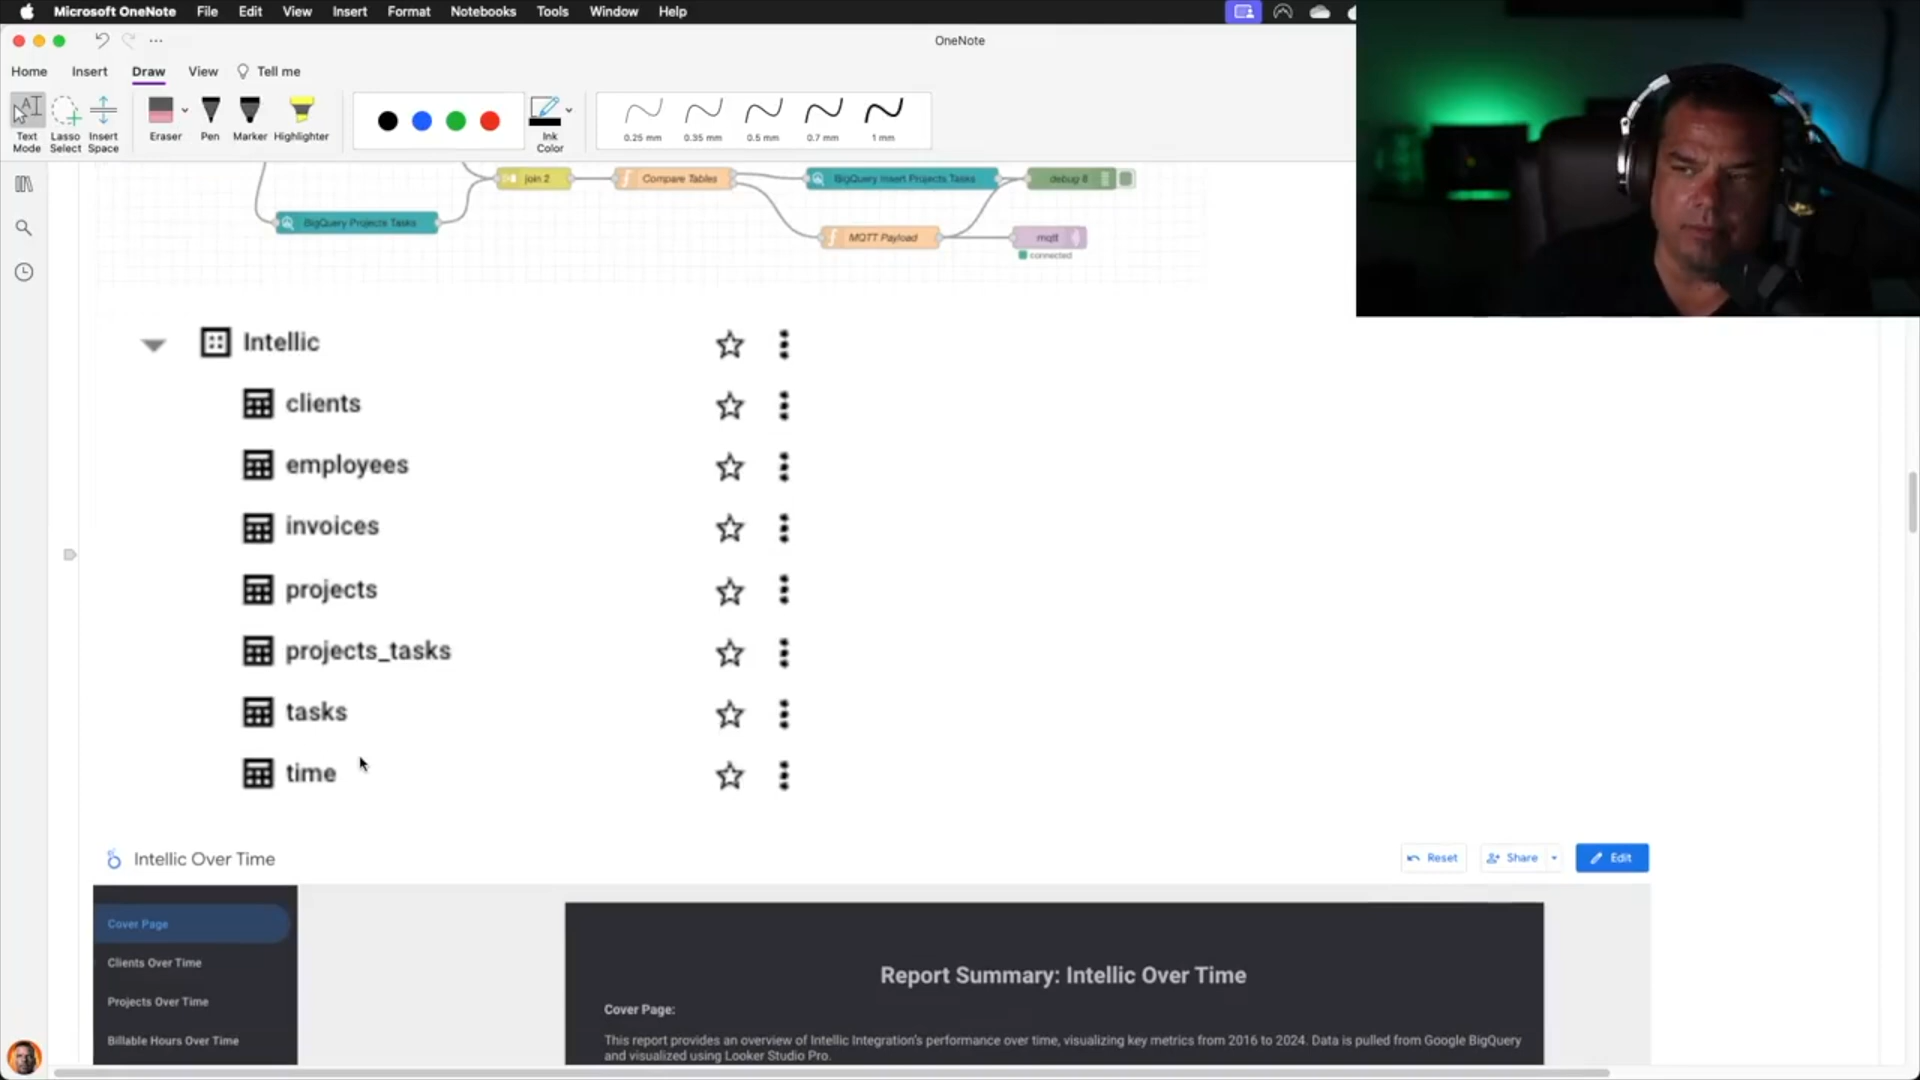 Microsoft OneNote File Edit View Insert Format Notebooks Tools Window Help
OneNote
Home Insert Draw View Tell me
Text Mode
Lasso Select
Insert Space
Eraser
Pen
Marker
Highlighter
Ink Color
0.25 mm
0.35 mm
0.5 mm
0.7 mm
1 mm
join 2
Compare Tables
BigQuery Insert Projects Tasks
debug 8
BigQuery Projects Tasks
MQTT Payload
mqtt
connected
Intellic
clients
employees
invoices
projects
projects_tasks
tasks
time
Intellic Over Time
Reset
Share
Edit
Cover Page
Clients Over Time
Projects Over Time
Billable Hours Over Time
Report Summary: Intellic Over Time
Cover Page:
This report provides an overview of Intellic Integration's performance over time, visualizing key metrics from 2016 to 2024. Data is pulled from Google BigQuery
and visualized using Looker Studio Pro.